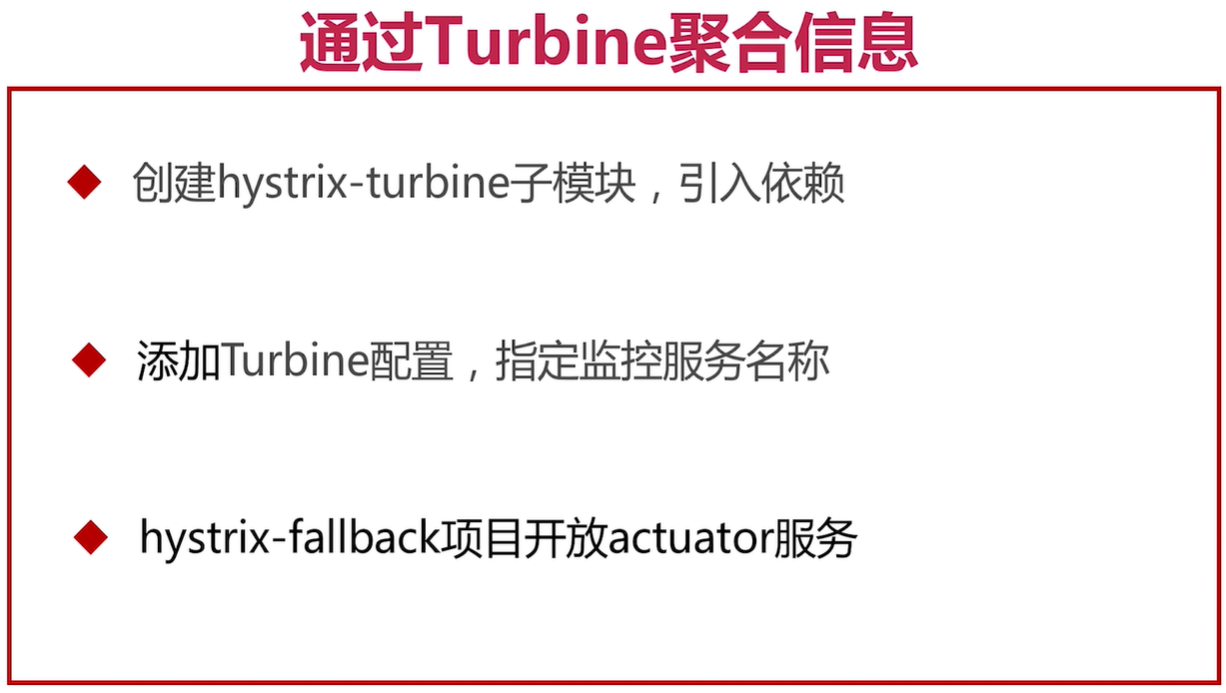 通过Turbine聚合信息
创建hystrix-turbine子模块，引入依赖
添加Turbine配置，指定监控服务名称
hystrix-fallback项目开放actuator服务